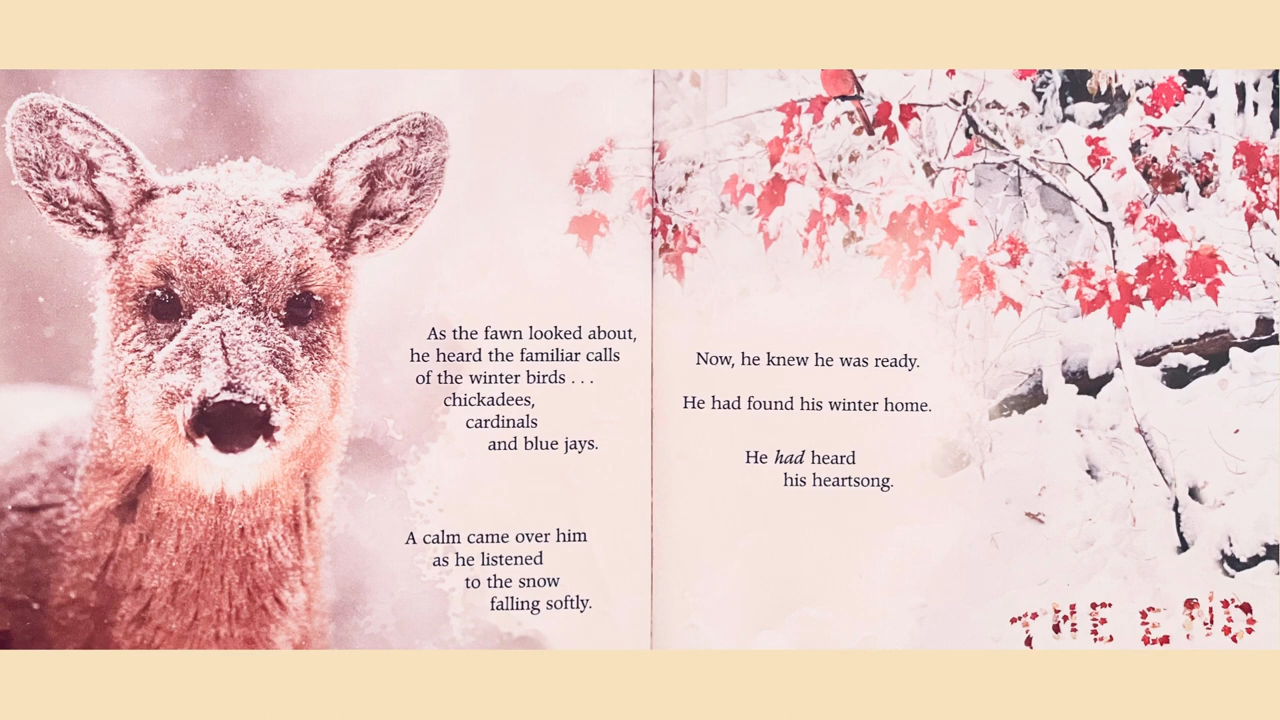 As the fawn looked about,
he heard the familiar calls
of the winter birds . . .
chickadees,
cardinals
and blue jays.
A calm came over him
as he listened
to the snow
falling softly.
Now, he knew he was ready.
He had found his winter home.
He had heard
his heartsong.
THE END